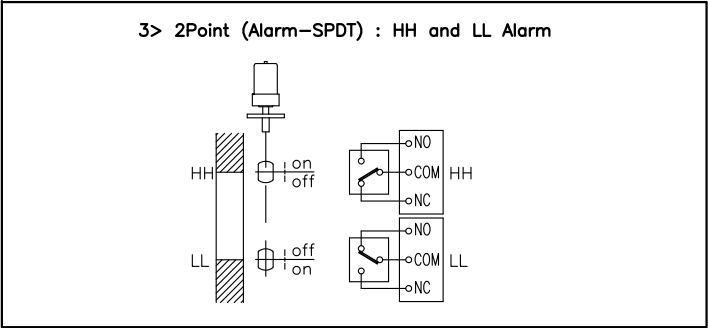 3> 2Point (Alarm-SPDT) : HH and LL Alarm
HH
on
off
NO
COM
NC
HH
LL
off
on
NO
COM
NC
LL